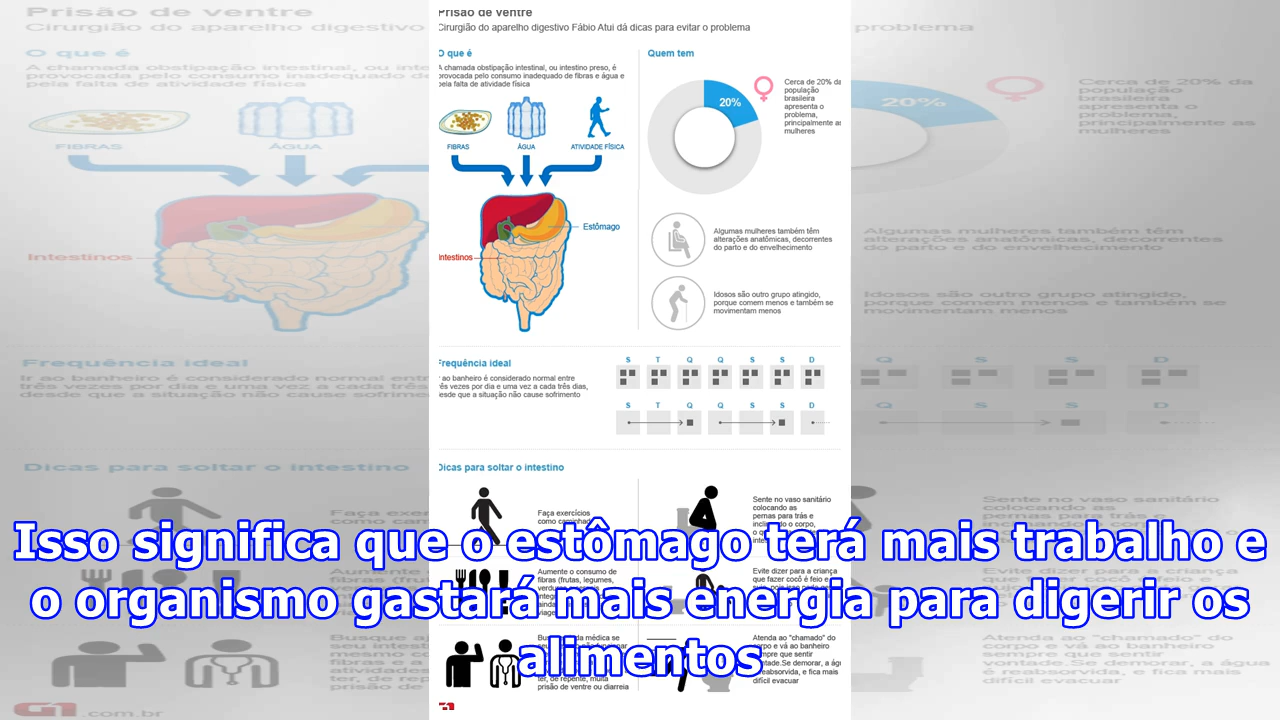 Prisão de ventre
Cirurgião do aparelho digestivo Fábio Atui dá dicas para evitar o problema
O que é
A chamada obstipação intestinal, ou intestino preso, é
provocada pelo consumo inadequado de fibras e água e
pela falta de atividade física
FIBRAS
ÁGUA
ATIVIDADE FÍSICA
Estômago
Intestinos
Quem tem
20%
Cerca de 20% da
população
brasileira
apresenta o
problema,
principalmente as
mulheres
Algumas mulheres também têm
alterações anatômicas, decorrentes
do parto e do envelhecimento
Idosos são outro grupo atingido,
porque comem menos e também se
movimentam menos
Frequência ideal
Ir ao banheiro é considerado normal entre
três vezes por dia e uma vez a cada três dias,
desde que a situação não cause sofrimento
S T Q Q S S D
S T Q Q S S D
Dicas para soltar o intestino
Faça exercícios
como
Sente no vaso sanitário
colocando as
pernas para trás e
o corpo,
Isso significa que o estômago terá mais trabalho e
o organismo gastará mais energia para digerir os
alimentos
Aumente o consumo de
fibras (frutas, legumes,
Evite dizer para a criança
que fazer cocô é feio e
médica se
ter, de repente, muita
prisão de ventre ou diarreia
Atenda ao "chamado" do
corpo e vá ao banheiro
sempre que sentir
vontade.Se demorar, a água
é reabsorvida, e fica mais
difícil evacuar
G1.com.br